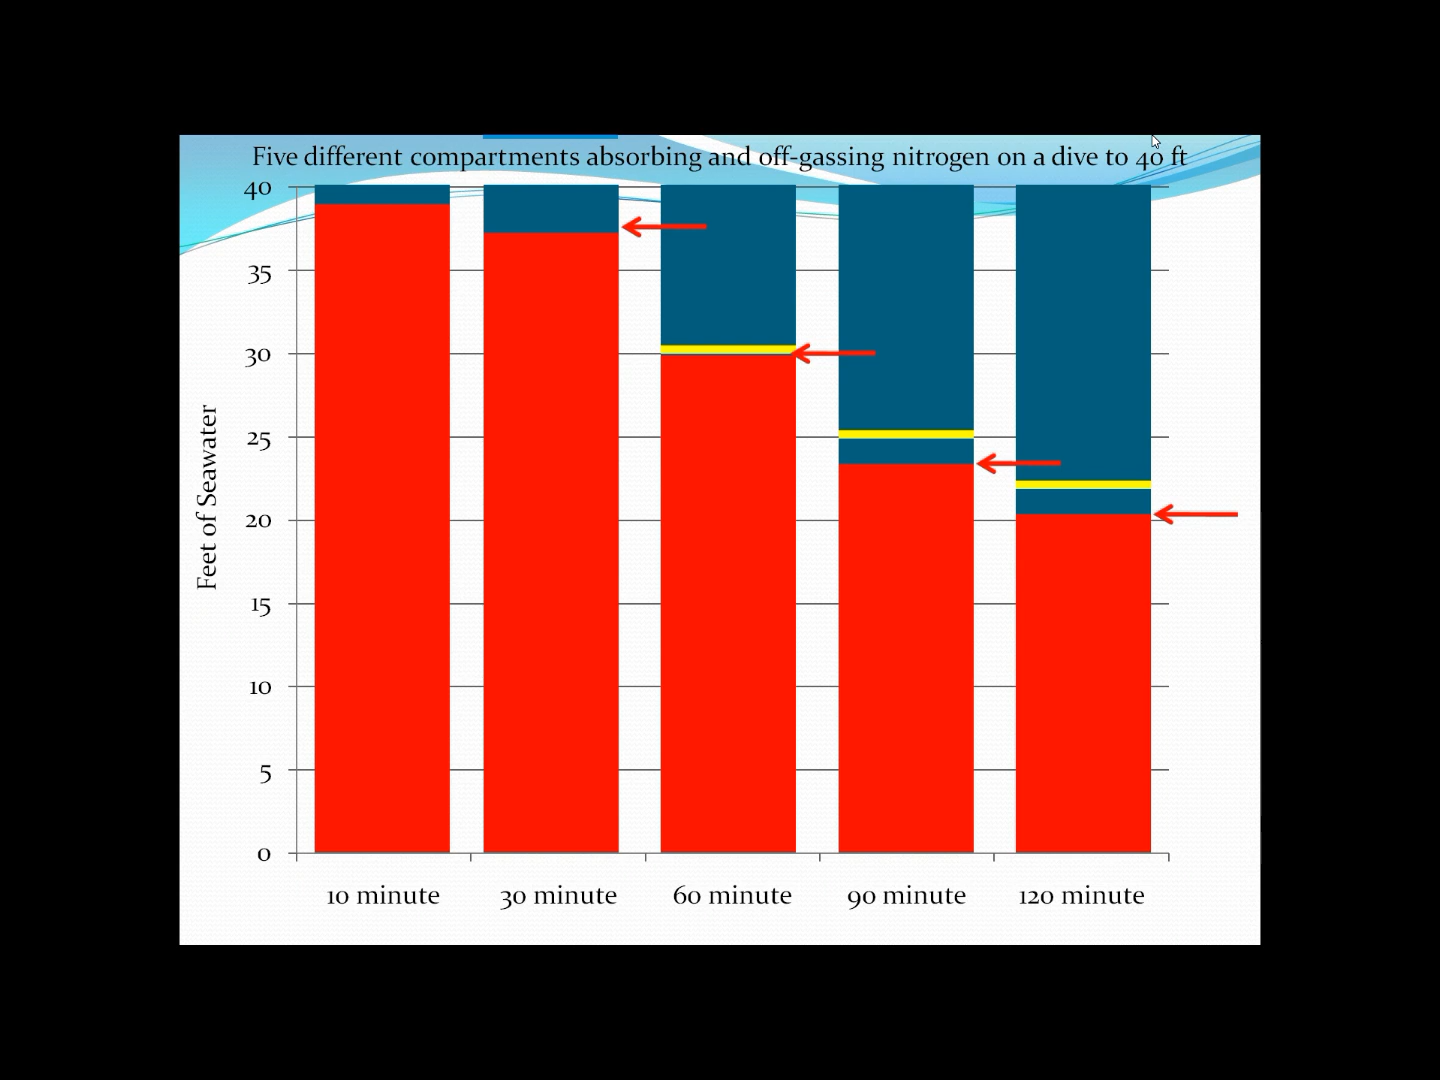 Five different compartments absorbing and off-gassing nitrogen on a dive to 40 ft
40
35
30
25
20
15
10
5
0
Feet of Seawater
10 minute
30 minute
60 minute
90 minute
120 minute